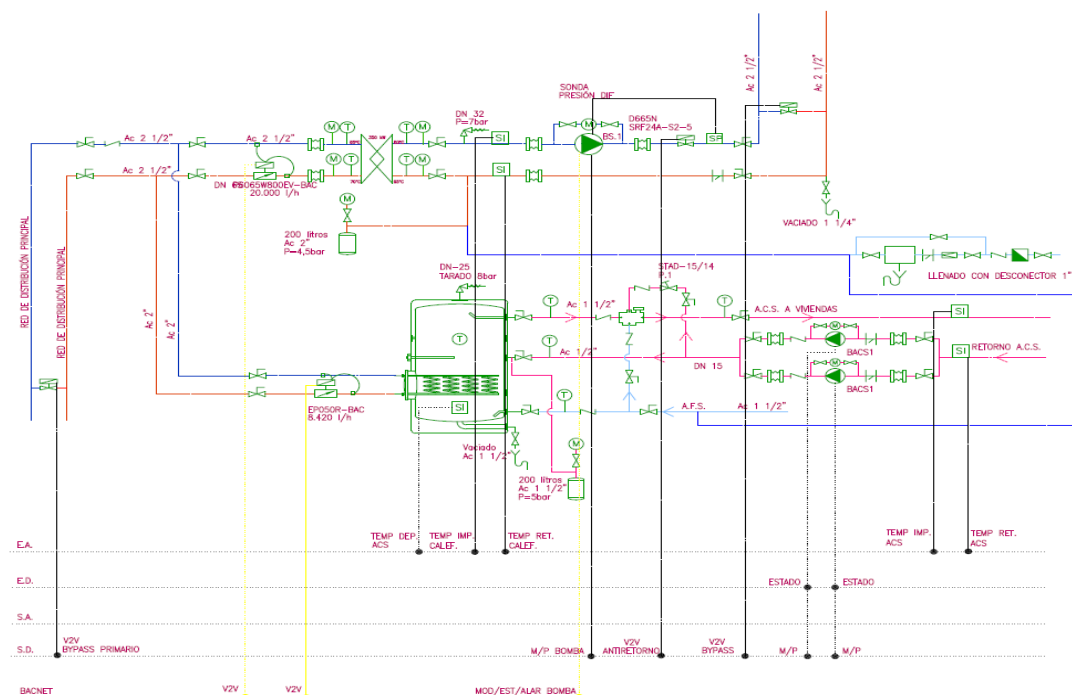 SONDA
PRESIÓN DIF
Ac 2 1/2"
Ac 2 1/2"
DN 32
P=7bar
D665N
SRF24A-S2-5
Ac 2 1/2"
Ac 2 1/2"
M
T
350 kW
M
T
M
SI
BS.1
SP
Ac 2 1/2"
M
T
M
T
SI
20.000 l/h
M
VACIADO 1 1/4"
200 litros
Ac 2"
P=4,5bar
RED DE DISTRIBUCIÓN PRINCIPAL
RED DE DISTRIBUCIÓN PRINCIPAL
DN-25
TARADO 8bar
STAD-15/14
P.1
LLENADO CON DESCONECTOR 1"
Ac 2"
Ac 2"
T
Ac 1 1/2"
T
A.C.S. A VIVIENDAS
SI
T
T
Ac 1/2"
M
BACS1
SI
RETORNO A.C.S.
DN 15
M
BACS1
EP050R-BAC
8.420 l/h
SI
T
A.F.S.
Ac 1 1/2"
Vaciado
Ac 1 1/2"
M
200 litros
Ac 1 1/2"
P=5bar
TEMP DEP.
ACS
TEMP IMP.
CALEF.
TEMP RET.
CALEF.
TEMP IMP.
ACS
TEMP RET.
ACS
E.A.
E.D.
ESTADO
ESTADO
S.A.
S.D.
V2V
BYPASS PRIMARIO
M/P BOMBA
V2V
ANTIRETORNO
V2V
BYPASS
M/P
M/P
BACNET
V2V
V2V
MOD/EST/ALAR BOMBA